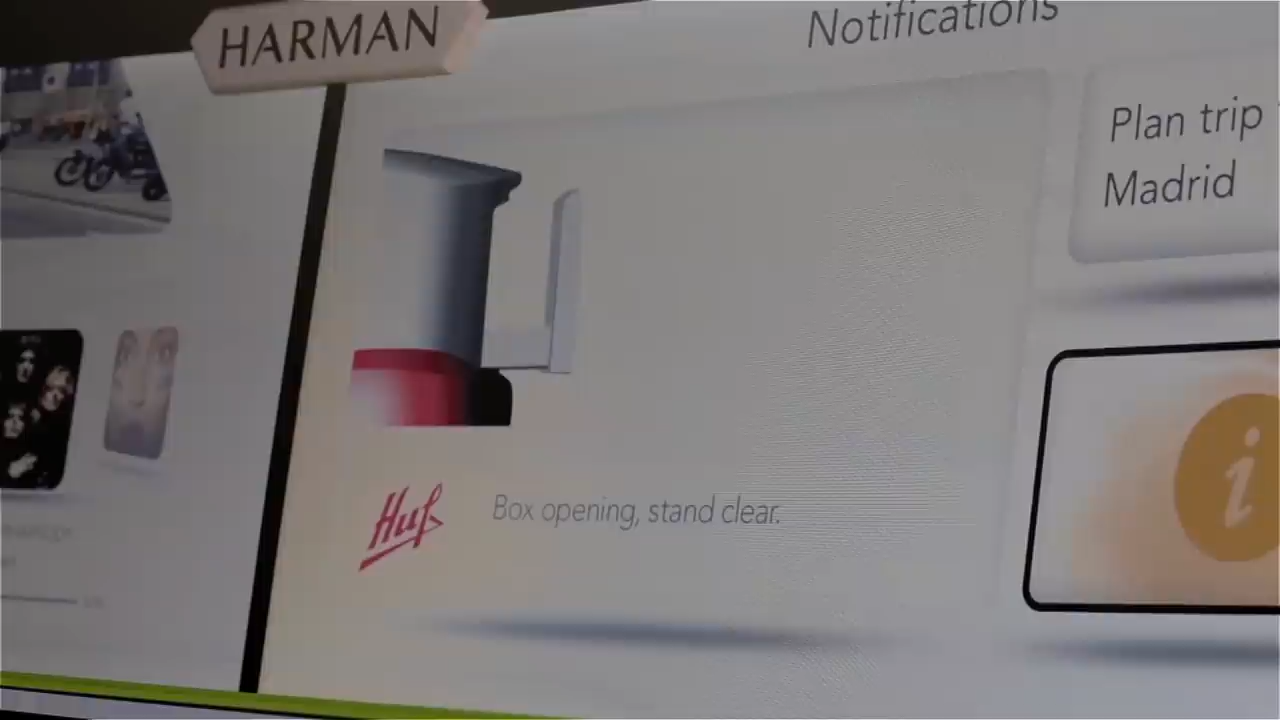 HARMAN
Notifications
Plan trip
Madrid
Huf
Box opening, stand clear.
i